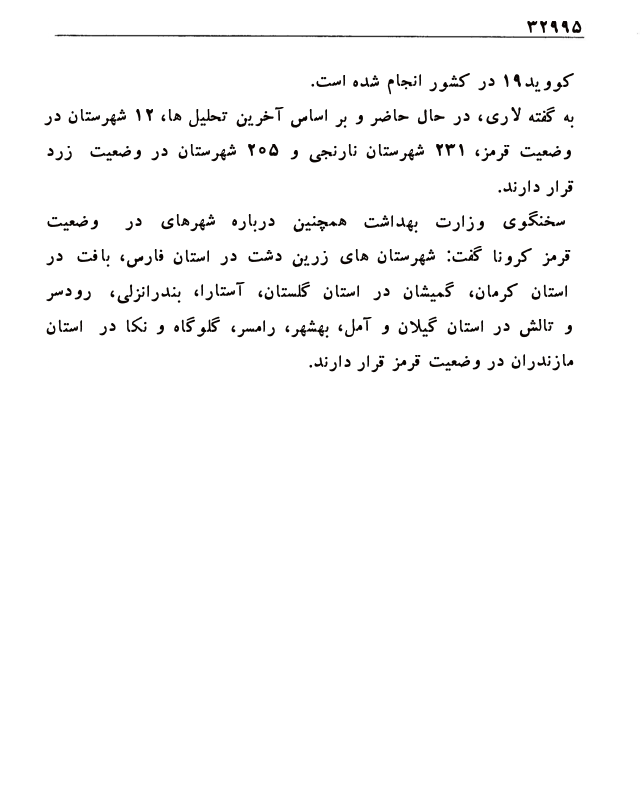 ۳۲۹۹۵
کووید۱۹ در کشور انجام شده است.
به گفته لاری، در حال حاضر و بر اساس آخرین تحلیل ها، ۱۲ شهرستان در
وضعیت قرمز، ۲۳۱ شهرستان نارنجی و ۲۰۵ شهرستان در وضعیت زرد
قرار دارند.
سخنگوی وزارت بهداشت همچنین درباره شهرهای در وضعیت
قرمز کرونا گفت: شهرستان های زرین دشت در استان فارس، بافت در
استان کرمان، گمیشان در استان گلستان، آستارا، بندرانزلی، رودسر
و تالش در استان گیلان و آمل، بهشهر، رامسر، گلوگاه و نکا در استان
مازندران در وضعیت قرمز قرار دارند.